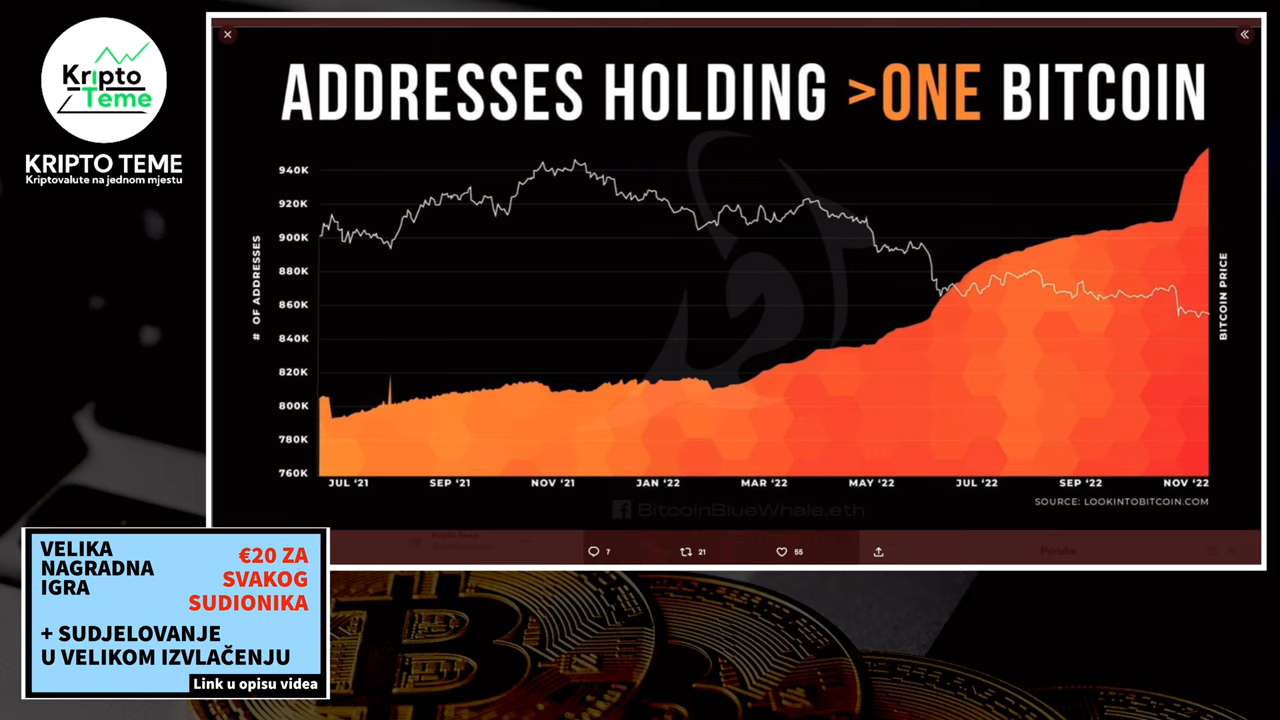 Kripto
Teme
KRIPTO TEME
Kriptovalute na jednom mjestu
ADDRESSES HOLDING >ONE BITCOIN
940K
920K
900K
880K
860K
840K
820K
800K
780K
760K
# OF ADDRESSES
BITCOIN PRICE
JUL '21 SEP '21 NOV '21 JAN '22 MAR '22 MAY '22 JUL '22 SEP '22 NOV '22
SOURCE: LOOKINTOBITCOIN.COM
BitcoinBlueWhale.eth
7 21 55
Poruke
VELIKA
NAGRADNA
IGRA
€20 ZA
SVAKOG
SUDIONIKA
+ SUDJELOVANJE
U VELIKOM IZVLAČENJU
Link u opisu videa